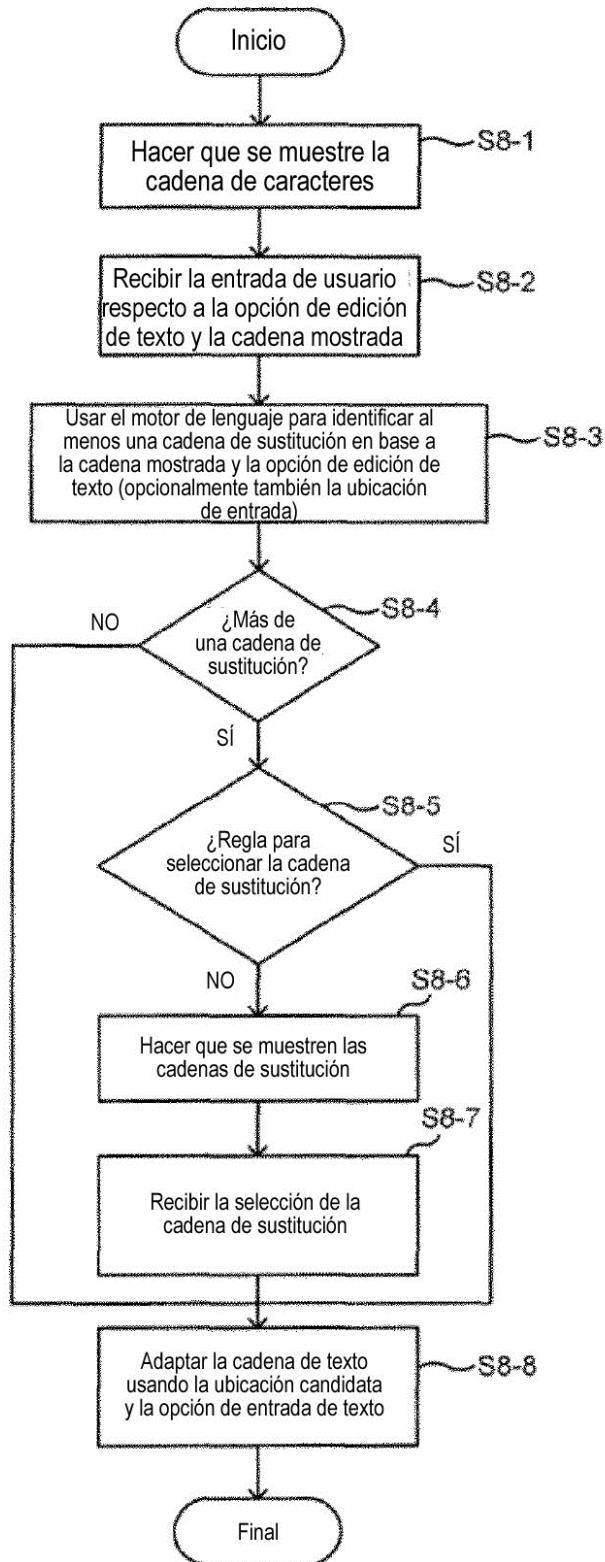 Inicio
Hacer que se muestre la
cadena de caracteres
S8-1
Recibir la entrada de usuario
respecto a la opción de edición
de texto y la cadena mostrada
S8-2
Usar el motor de lenguaje para identificar al
menos una cadena de sustitución en base a
la cadena mostrada y la opción de edición de
texto (opcionalmente también la ubicación
de entrada)
S8-3
¿Más de
una cadena de
sustitución?
S8-4
NO
SÍ
¿Regla para
seleccionar la cadena
de sustitución?
S8-5
SÍ
NO
S8-6
Hacer que se muestren las
cadenas de sustitución
S8-7
Recibir la selección de la
cadena de sustitución
Adaptar la cadena de texto
usando la ubicación candidata
y la opción de entrada de texto
S8-8
Final